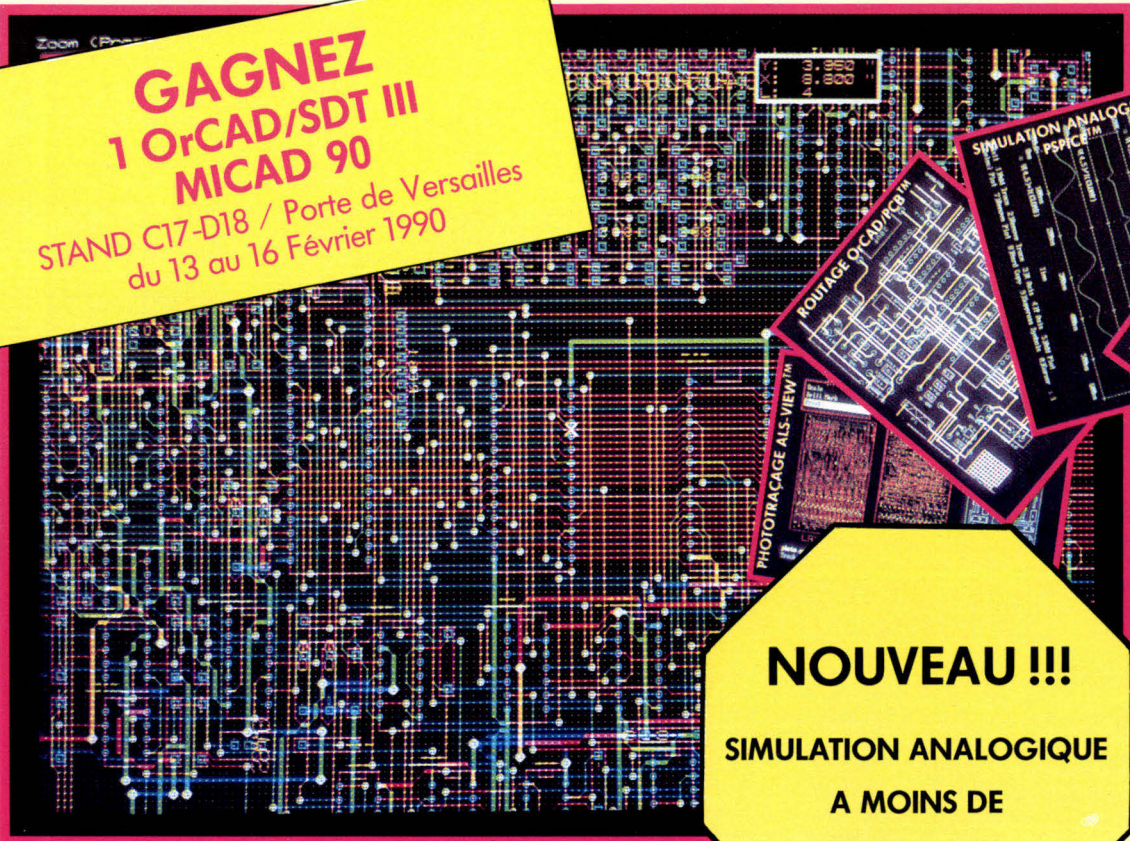 GAGNEZ
1 OrCAD/SDT III
MICAD 90
STAND C17-D18 / Porte de Versailles
du 13 au 16 Février 1990
Zoom
3.950
X: 8.800 "
SIMULATION ANALOG
PSPICE™
ROUTAGE OrCAD/PCB™
PHOTOTRAÇAGE ALS-VIEW™
NOUVEAU !!!
SIMULATION ANALOGIQUE
A MOINS DE